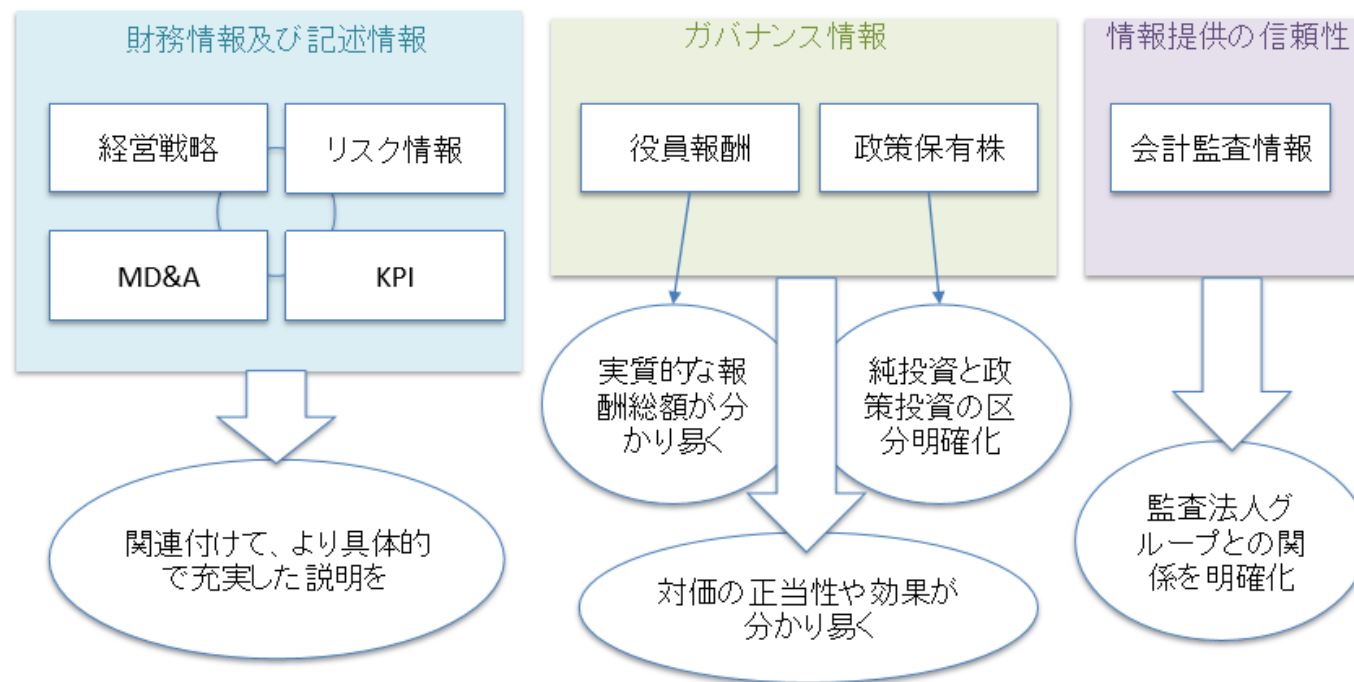 財務情報及び記述情報
経営戦略
リスク情報
MD&A
KPI
関連付けて、より具体的
で充実した説明を
ガバナンス情報
役員報酬
政策保有株
実質的な報
酬総額が分
かり易く
純投資と政
策投資の区
分明確化
対価の正当性や効果が
分かり易く
情報提供の信頼性
会計監査情報
監査法人グ
ループとの関
係を明確化